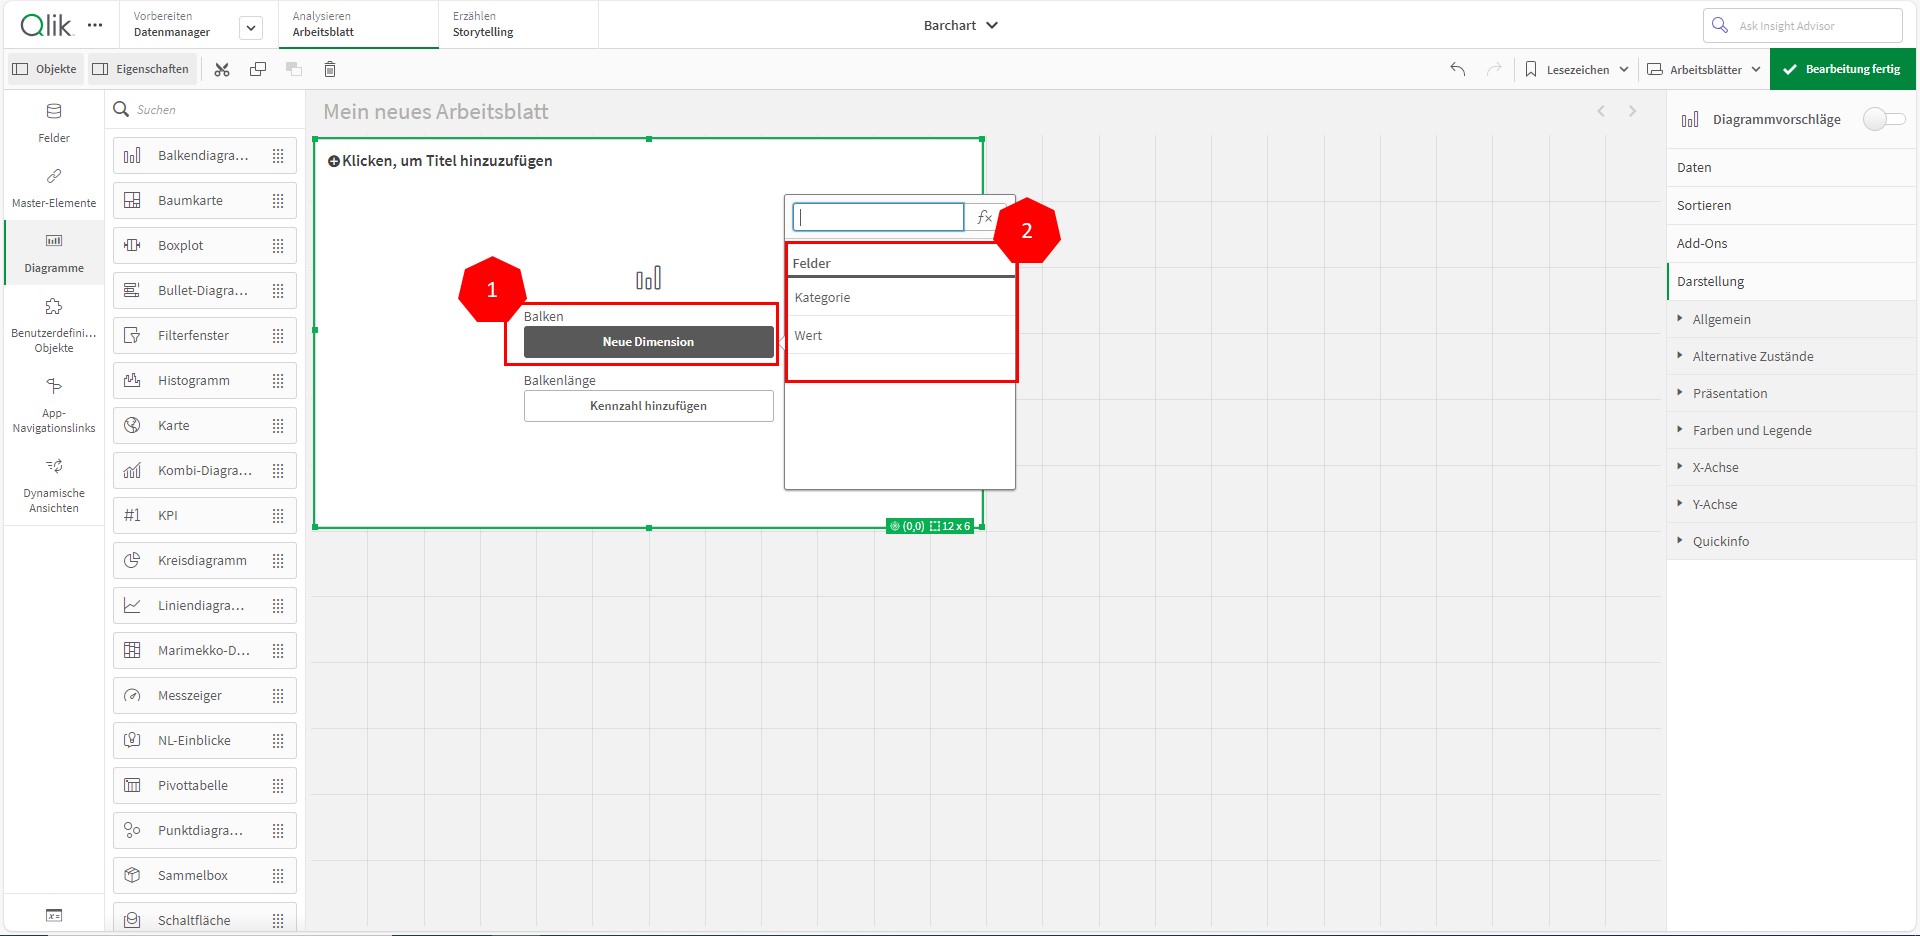 Qlik
Vorbereiten
Datenmanager
Analysieren
Arbeitsblatt
Erzählen
Storytelling
Barchart
Ask Insight Advisor
Objekte
Eigenschaften
Lesezeichen
Arbeitsblätter
Bearbeitung fertig
Felder
Master-Elemente
Diagramme
Benutzerdefini...
Objekte
App-
Navigationslinks
Dynamische
Ansichten
Suchen
Balkendiagra...
Baumkarte
Boxplot
Bullet-Diagra...
Filterfenster
Histogramm
Karte
Kombi-Diagra...
#1 KPI
Kreisdiagramm
Liniendiagra...
Marimekko-D...
Messzeiger
NL-Einblicke
Pivottabelle
Punktdiagra...
Sammelbox
Schaltfläche
Mein neues Arbeitsblatt
Klicken, um Titel hinzuzufügen
1
Balken
Neue Dimension
Balkenlänge
Kennzahl hinzufügen
fx
2
Felder
Kategorie
Wert
(0,0) 12 x 6
Diagrammvorschläge
Daten
Sortieren
Add-Ons
Darstellung
Allgemein
Alternative Zustände
Präsentation
Farben und Legende
X-Achse
Y-Achse
Quickinfo